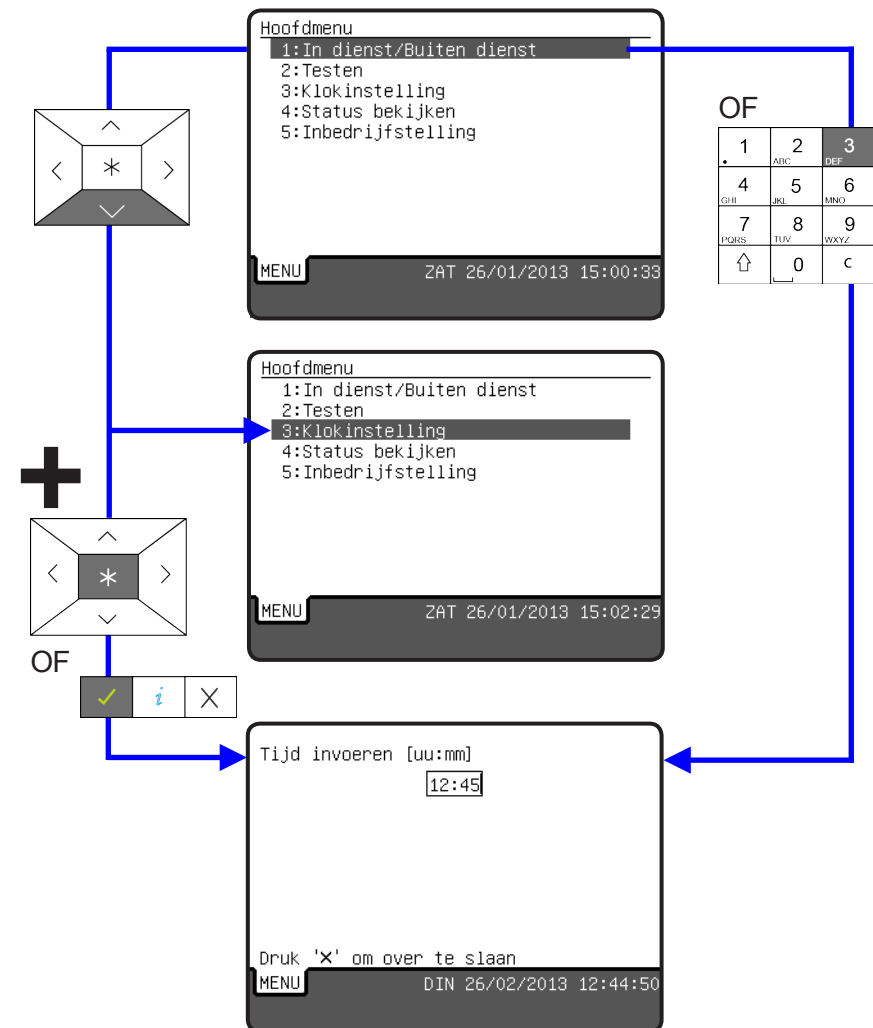 Hoofdmenu
1:In dienst/Buiten dienst
2:Testen
3:Klokinstelling
4:Status bekijken
5:Inbedrijfstelling
MENU ZAT 26/01/2013 15:00:33
OF
1 2 3
. ABC DEF
4 5 6
GHI JKL MNO
7 8 9
PQRS TUV WXYZ
0 C
*
Hoofdmenu
1:In dienst/Buiten dienst
2:Testen
3:Klokinstelling
4:Status bekijken
5:Inbedrijfstelling
MENU ZAT 26/01/2013 15:02:29
*
OF
✓ i X
Tijd invoeren [uu:mm]
12:45
Druk '×' om over te slaan
MENU DIN 26/02/2013 12:44:50